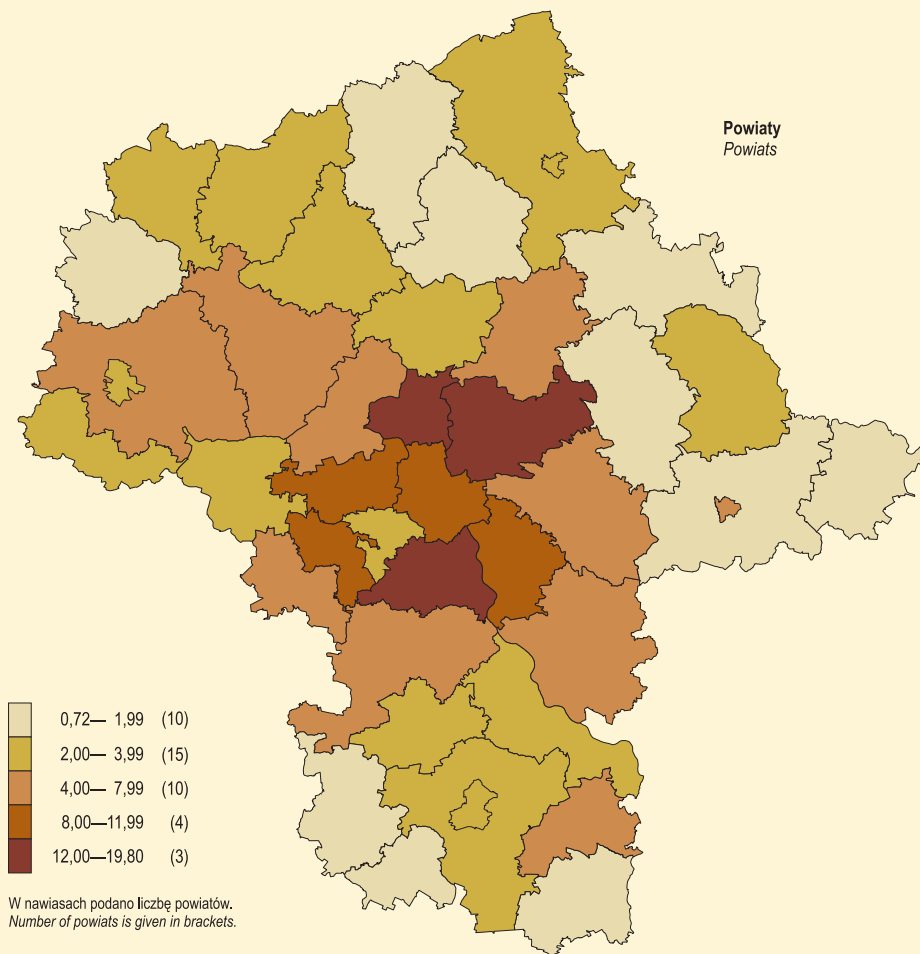 Powiaty
Powiats
0,72— 1,99 (10)
2,00— 3,99 (15)
4,00— 7,99 (10)
8,00—11,99 (4)
12,00—19,80 (3)
W nawiasach podano liczbę powiatów.
Number of powiats is given in brackets.